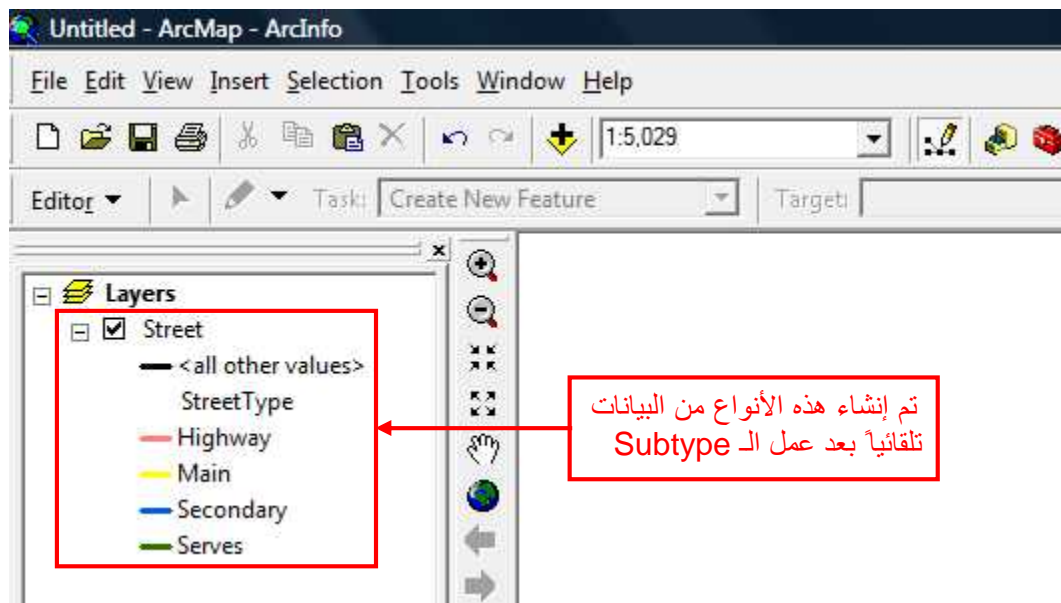 Untitled - ArcMap - ArcInfo
File Edit View Insert Selection Tools Window Help
1:5,029
Editor Task: Create New Feature Target:
Layers
Street
<all other values>
StreetType
Highway
Main
Secondary
Serves
تم إنشاء هذه الأنواع من البيانات
تلقائياً بعد عمل الـ Subtype